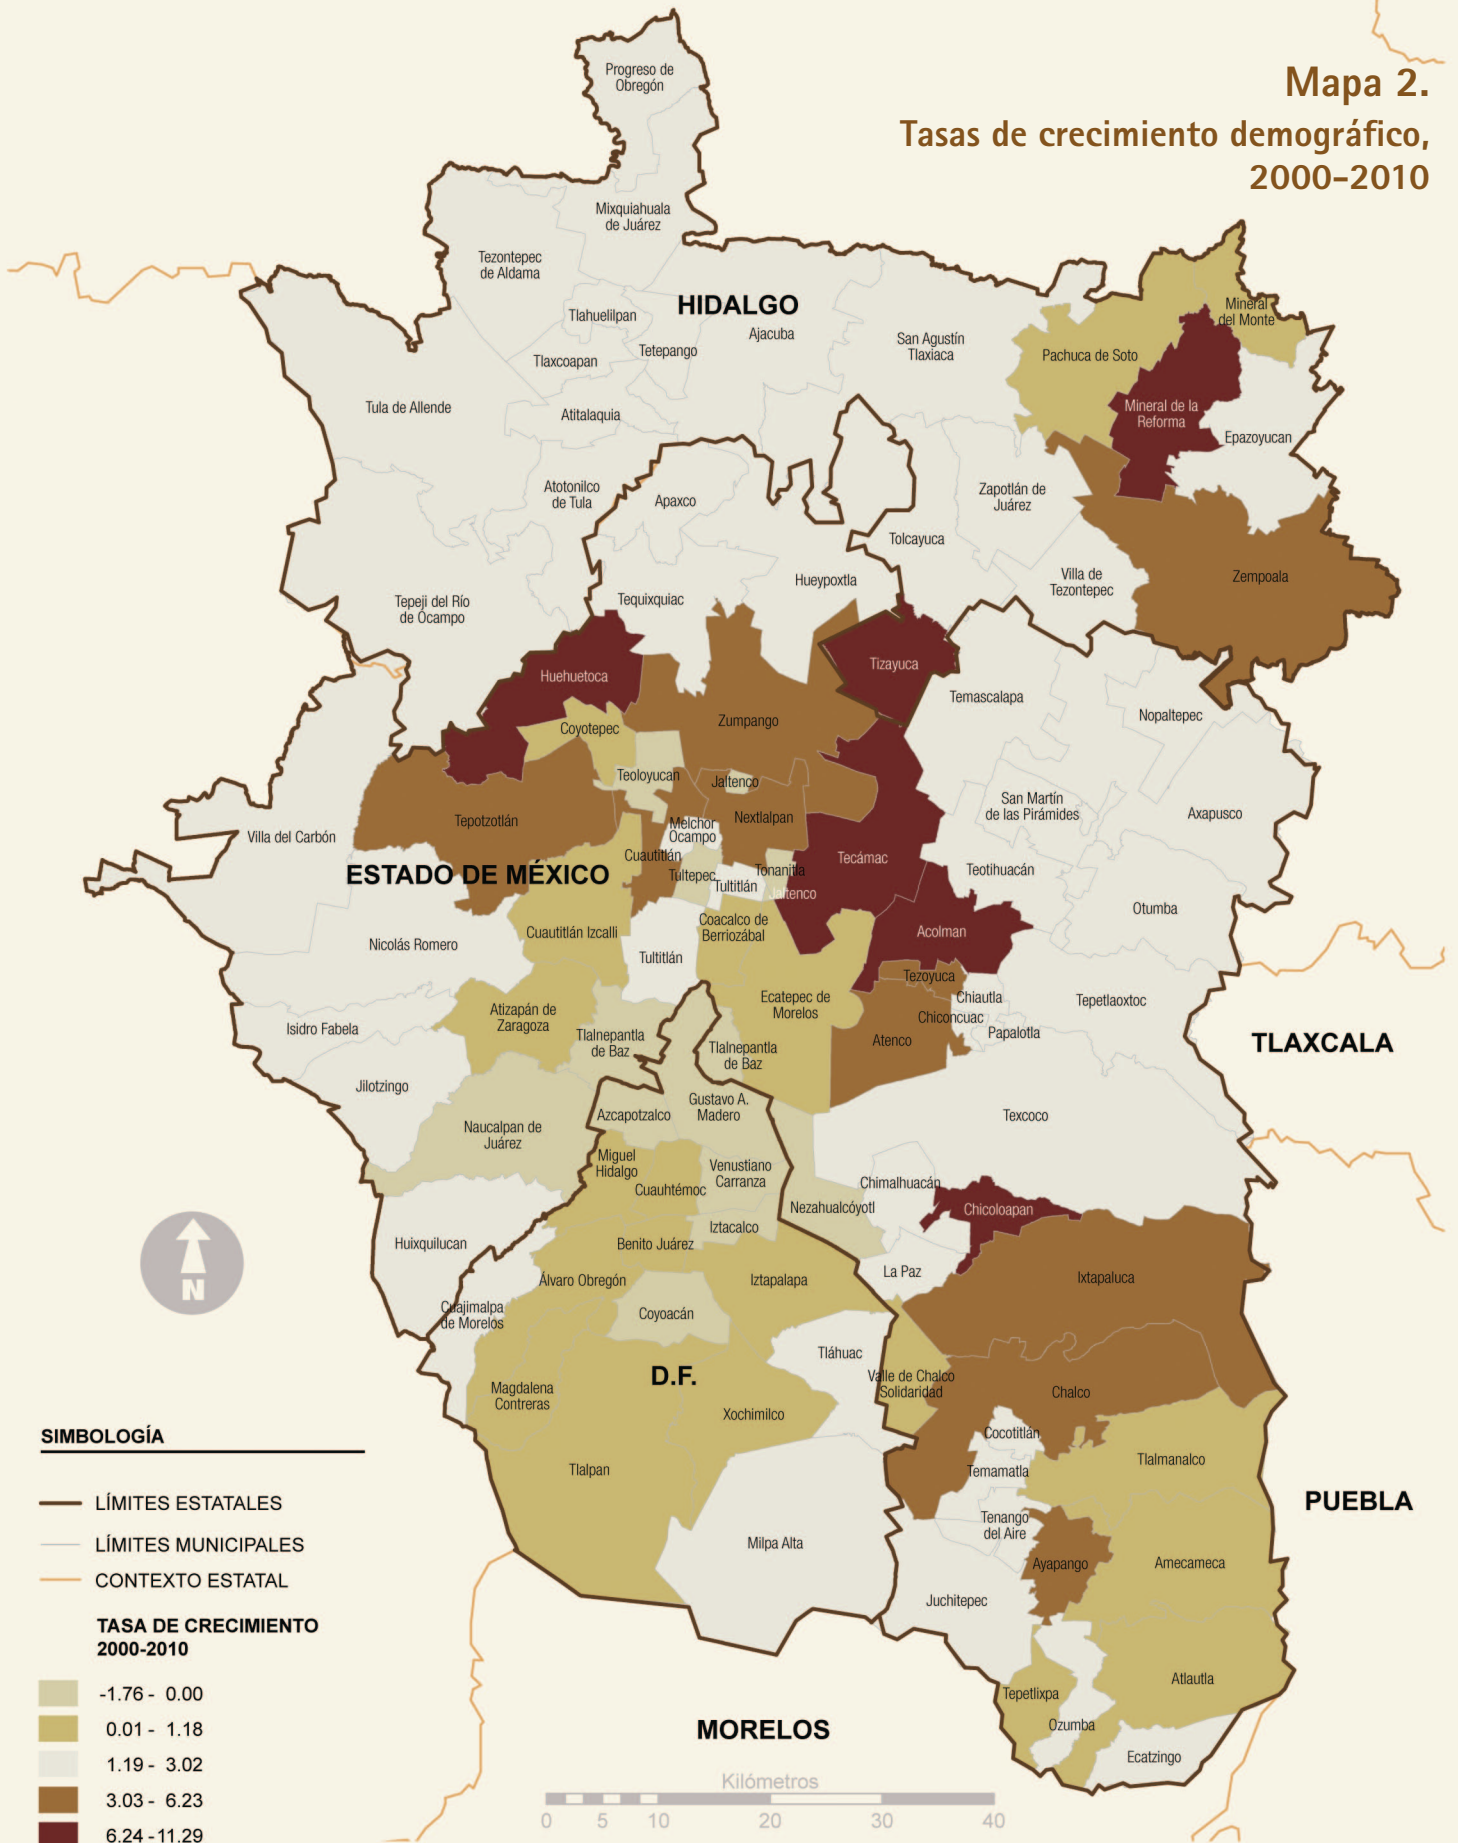 Mapa 2.
Tasas de crecimiento demográfico,
2000-2010
Progreso de
Obregón
Mixquiahuala
de Juárez
Tezontepec
de Aldama
HIDALGO
Tlahuelilpan
Ajacuba
Tetepango
Tlaxcoapan
San Agustín
Tlaxiaca
Mineral
del Monte
Pachuca de Soto
Tula de Allende
Atitalaquia
Mineral de la
Reforma
Epazoyucan
Atotonilco
de Tula
Apaxco
Zapotlán de
Juárez
Tolcayuca
Hueypoxtla
Villa de
Tezontepec
Zempoala
Tepeji del Río
de Ocampo
Tequixquiac
Tizayuca
Huehuetoca
Temascalapa
Nopaltepec
Zumpango
Coyotepec
Teoloyucan
Jaltenco
San Martín
de las Pirámides
Axapusco
Tepotzotlán
Nextlalpan
Melchor
Ocampo
Villa del Carbón
Cuautitlán
Tecámac
Tonanitla
Teotihuacán
ESTADO DE MÉXICO
Tultepec
Tultitlán
Jaltenco
Otumba
Coacalco de
Berriozábal
Cuautitlán Izcalli
Acolman
Nicolás Romero
Tultitlán
Tezoyuca
Chiautla
Ecatepec de
Morelos
Tepetlaoxtoc
Atizapán de
Zaragoza
Chiconcuac
Isidro Fabela
Papalotla
Tlalnepantla
de Baz
Atenco
TLAXCALA
Tlalnepantla
de Baz
Jilotzingo
Gustavo A.
Madero
Azcapotzalco
Texcoco
Naucalpan de
Juárez
Miguel
Hidalgo
Venustiano
Carranza
Chimalhuacán
Cuauhtémoc
Nezahualcóyotl
Chicoloapan
Iztacalco
Huixquilucan
Benito Juárez
La Paz
Álvaro Obregón
Iztapalapa
Ixtapaluca
N
Cuajimalpa
de Morelos
Coyoacán
Tláhuac
D.F.
Valle de Chalco
Solidaridad
Magdalena
Contreras
Chalco
Xochimilco
Cocotitlán
Tlalmanalco
Tlalpan
Temamatla
PUEBLA
Tenango
del Aire
Milpa Alta
Ayapango
Amecameca
Juchitepec
Atlautla
Tepetlixpa
Ozumba
MORELOS
Ecatzingo
SIMBOLOGÍA
LÍMITES ESTATALES
LÍMITES MUNICIPALES
CONTEXTO ESTATAL
TASA DE CRECIMIENTO
2000-2010
-1.76 - 0.00
0.01 - 1.18
1.19 - 3.02
3.03 - 6.23
6.24 -11.29
Kilómetros
0 5 10 20 30 40